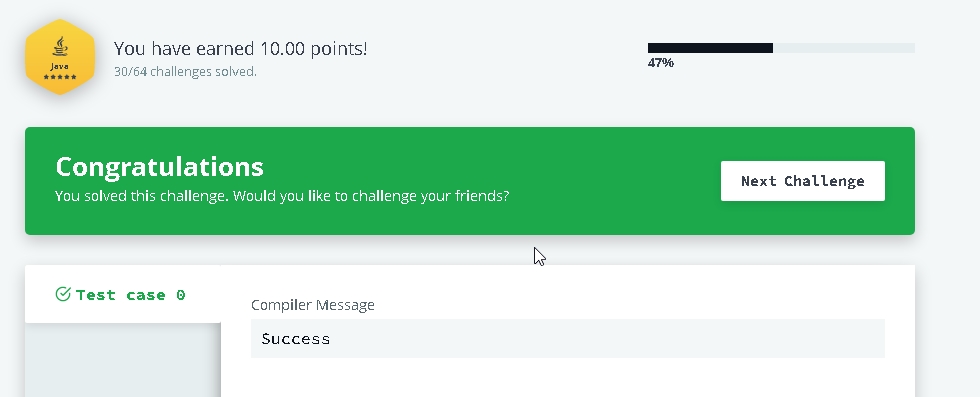 You have earned 10.00 points!
Java
30/64 challenges solved.
47%
Congratulations
You solved this challenge. Would you like to challenge your friends?
Next Challenge
Test case 0
Compiler Message
Success